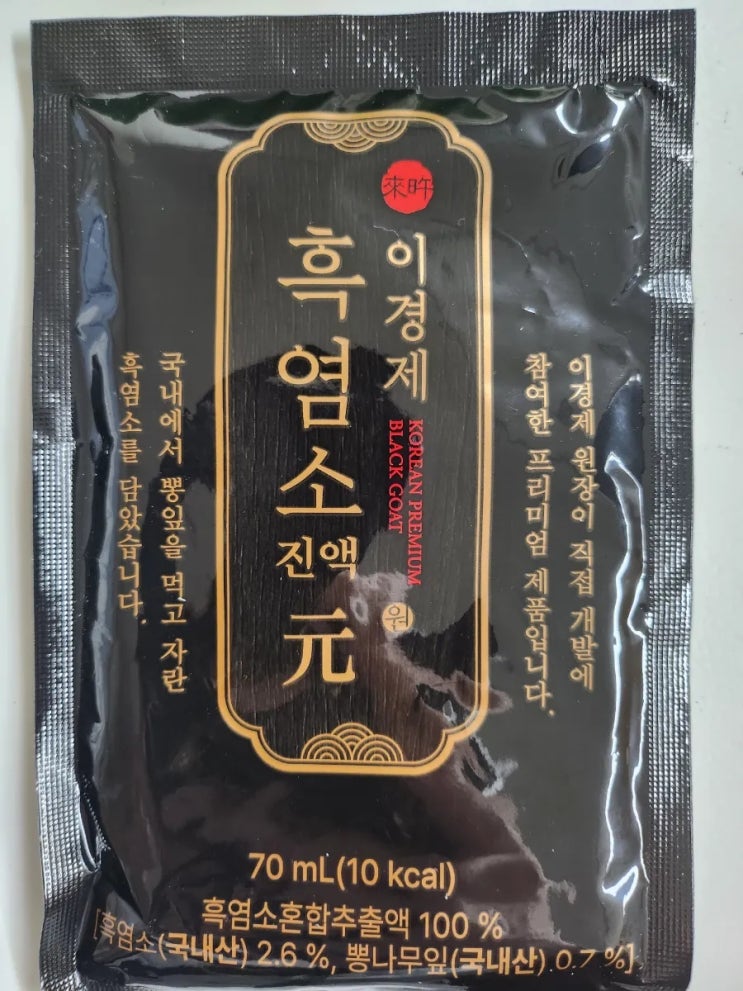 來旿
이경제
KOREAN PREMIUM
BLACK GOAT
흑염소
진액
元
원
이경제 원장이 직접 개발에
참여한 프리미엄 제품입니다.
국내에서 뽕잎을 먹고 자란
흑염소를 담았습니다.
70 mL(10 kcal)
흑염소혼합추출액 100 %
[흑염소(국내산) 2.6 %, 뽕나무잎(국내산) 0.7 %]